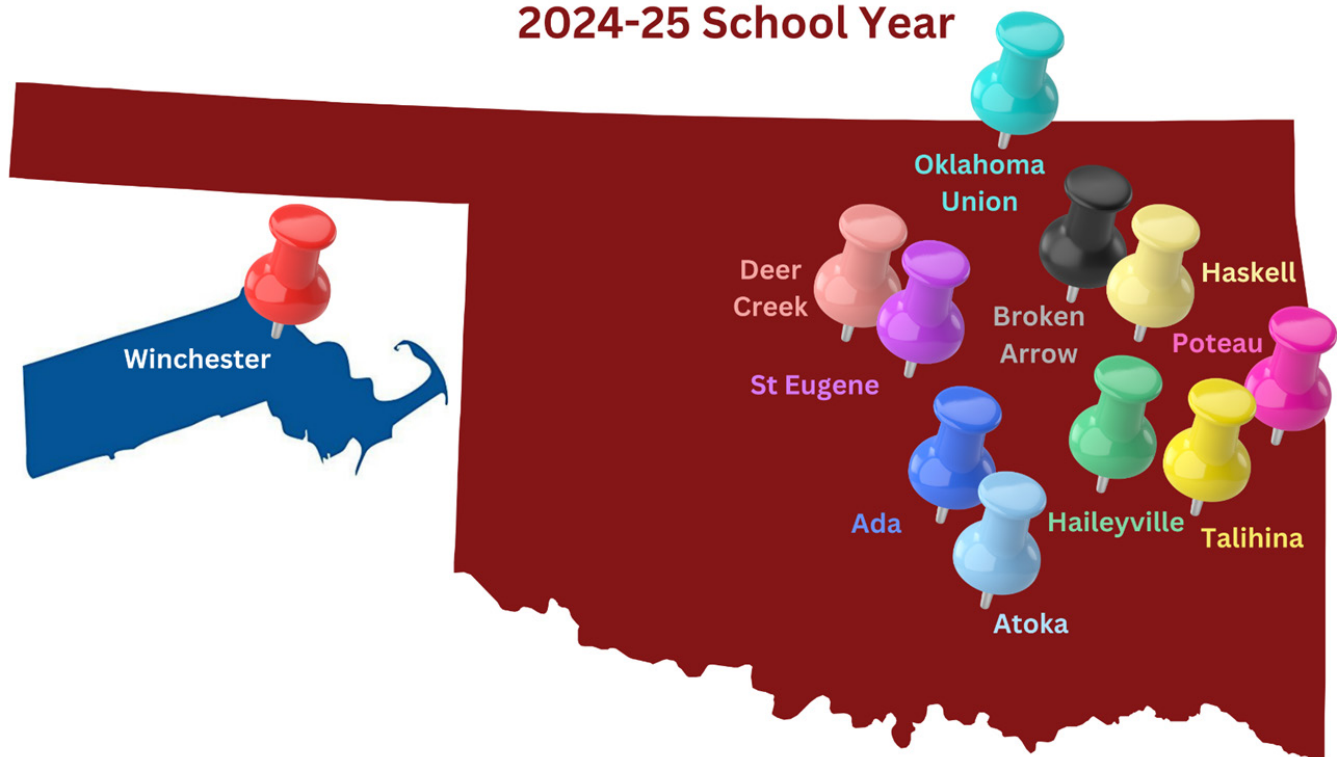 2024-25 School Year
Oklahoma
Union
Deer
Creek
Haskell
Broken
Arrow
Poteau
Winchester
St Eugene
Ada
Haileyville
Talihina
Atoka